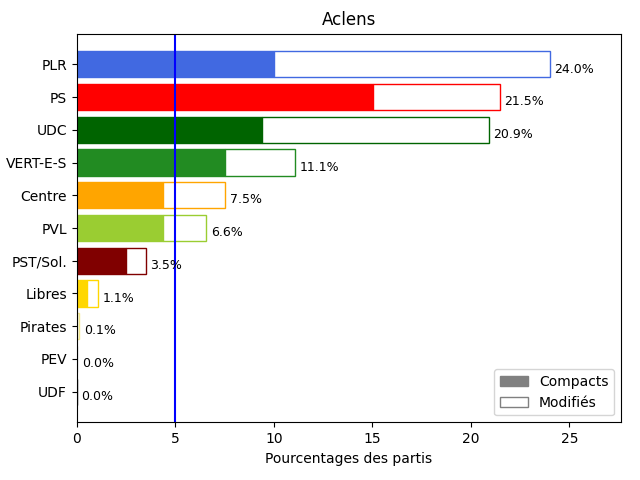 Aclens
PLR 24.0%
PS 21.5%
UDC 20.9%
VERT-E-S 11.1%
Centre 7.5%
PVL 6.6%
PST/Sol. 3.5%
Libres 1.1%
Pirates 0.1%
PEV 0.0%
UDF 0.0%
Compacts
Modifiés
0 5 10 15 20 25
Pourcentages des partis